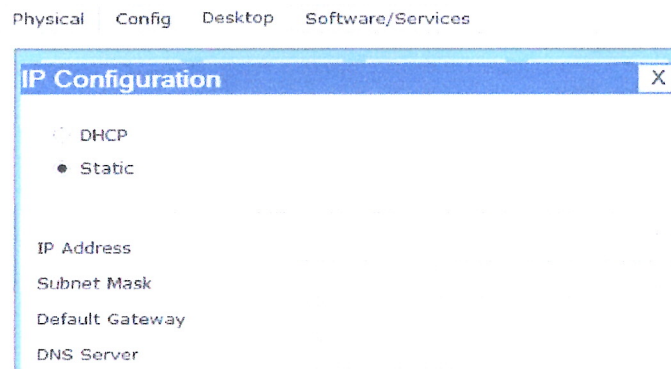 Physical Config Desktop Software/Services
IP Configuration X
DHCP
Static
IP Address
Subnet Mask
Default Gateway
DNS Server